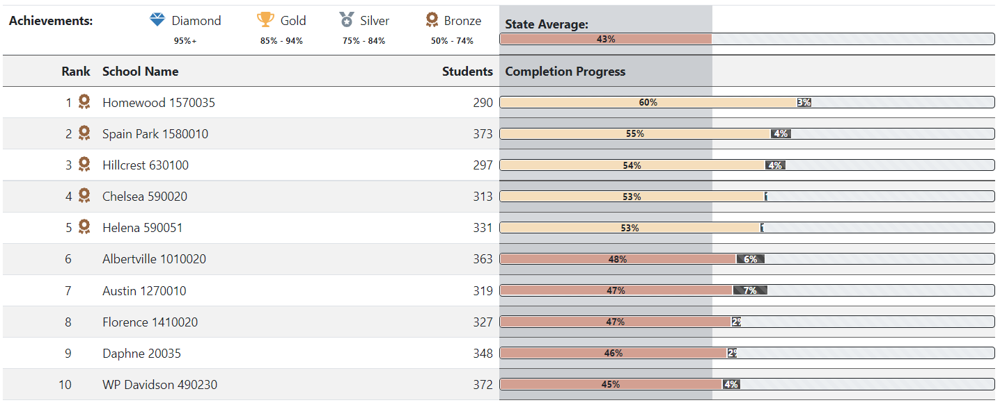 Achievements: Diamond Gold Silver Bronze State Average:
95%+ 85% - 94% 75% - 84% 50% - 74% 43%
Rank School Name Students Completion Progress
1 Homewood 1570035 290 60% 3%
2 Spain Park 1580010 373 55% 4%
3 Hillcrest 630100 297 54% 4%
4 Chelsea 590020 313 53%
5 Helena 590051 331 53%
6 Albertville 1010020 363 48% 6%
7 Austin 1270010 319 47% 7%
8 Florence 1410020 327 47% 2%
9 Daphne 20035 348 46% 2%
10 WP Davidson 490230 372 45% 4%